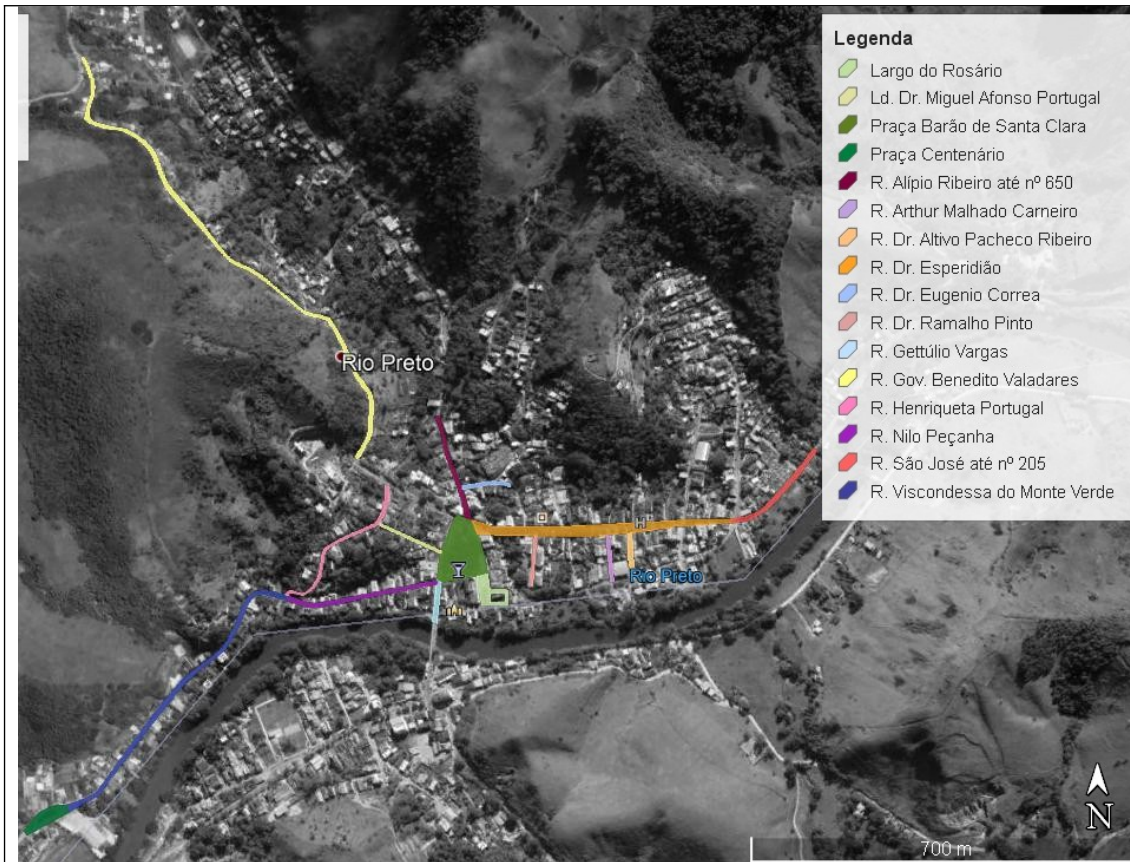 Legenda
Largo do Rosário
Ld. Dr. Miguel Afonso Portugal
Praça Barão de Santa Clara
Praça Centenário
R. Alípio Ribeiro até nº 650
R. Arthur Malhado Carneiro
R. Dr. Altivo Pacheco Ribeiro
R. Dr. Esperidião
R. Dr. Eugenio Correa
R. Dr. Ramalho Pinto
R. Gettúlio Vargas
R. Gov. Benedito Valadares
R. Henriqueta Portugal
R. Nilo Peçanha
R. São José até nº 205
R. Viscondessa do Monte Verde
Rio Preto
H
Rio Preto
N
700 m